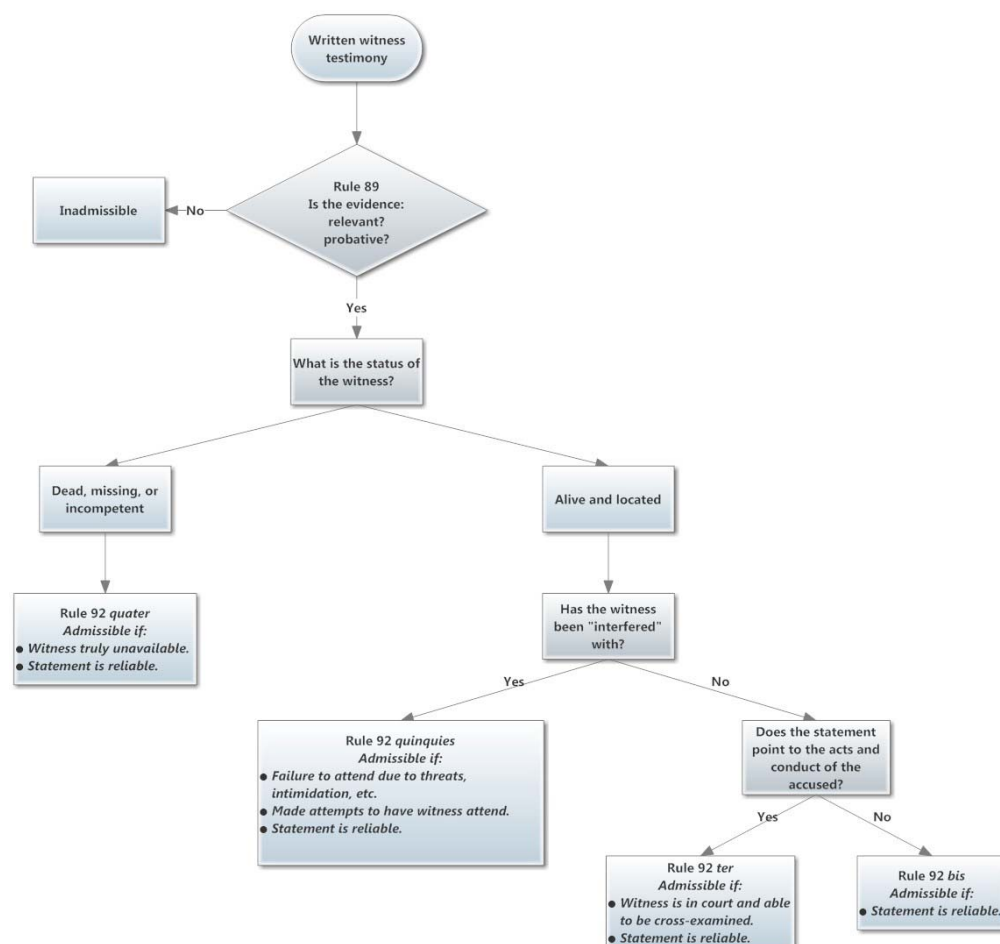 Written witness
testimony
Rule 89
Is the evidence:
relevant?
probative?
No
Inadmissible
Yes
What is the status of
the witness?
Dead, missing, or
incompetent
Alive and located
Rule 92 quater
Admissible if:
● Witness truly unavailable.
● Statement is reliable.
Has the witness
been "interfered"
with?
Yes
No
Rule 92 quinquies
Admissible if:
● Failure to attend due to threats,
intimidation, etc.
● Made attempts to have witness attend.
● Statement is reliable.
Does the statement
point to the acts and
conduct of the
accused?
Yes
No
Rule 92 ter
Admissible if:
● Witness is in court and able
to be cross-examined.
● Statement is reliable.
Rule 92 bis
Admissible if:
● Statement is reliable.